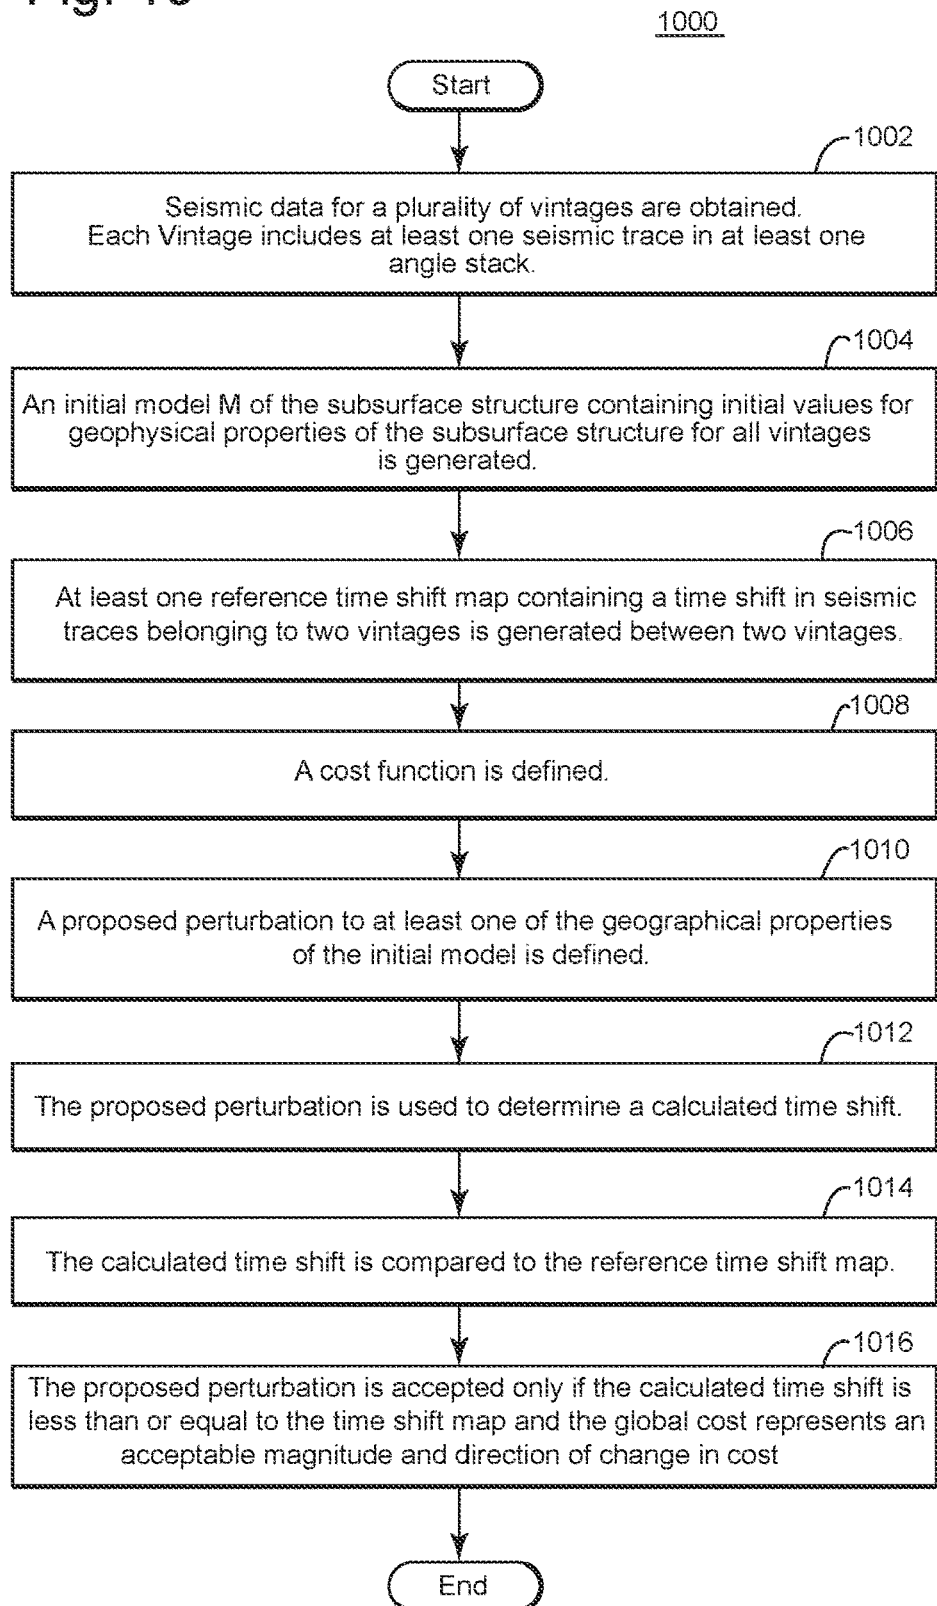 1000
Start
1002
Seismic data for a plurality of vintages are obtained.
Each Vintage includes at least one seismic trace in at least one
angle stack.
1004
An initial model M of the subsurface structure containing initial values for
geophysical properties of the subsurface structure for all vintages
is generated.
1006
At least one reference time shift map containing a time shift in seismic
traces belonging to two vintages is generated between two vintages.
1008
A cost function is defined.
1010
A proposed perturbation to at least one of the geographical properties
of the initial model is defined.
1012
The proposed perturbation is used to determine a calculated time shift.
1014
The calculated time shift is compared to the reference time shift map.
1016
The proposed perturbation is accepted only if the calculated time shift is
less than or equal to the time shift map and the global cost represents an
acceptable magnitude and direction of change in cost
End